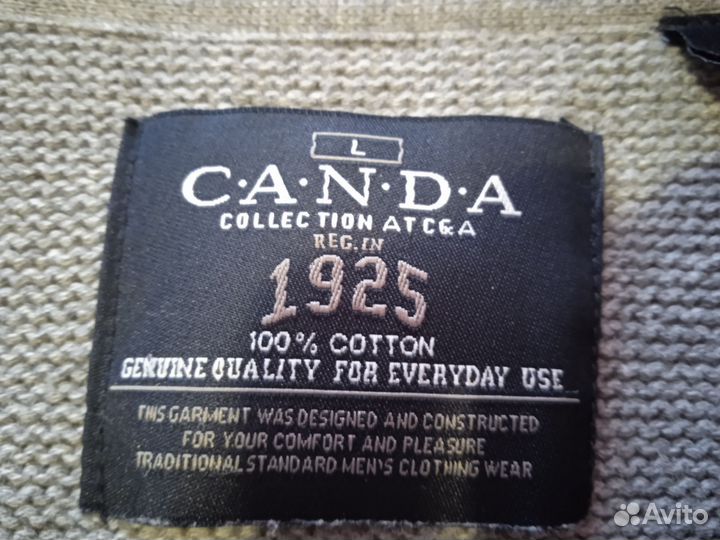 L
C·A·N·D·A
COLLECTION AT C&A
REG. IN
1925
100% COTTON
GENUINE QUALITY FOR EVERYDAY USE
THIS GARMENT WAS DESIGNED AND CONSTRUCTED
FOR YOUR COMFORT AND PLEASURE
TRADITIONAL STANDARD MEN'S CLOTHING WEAR
Avito